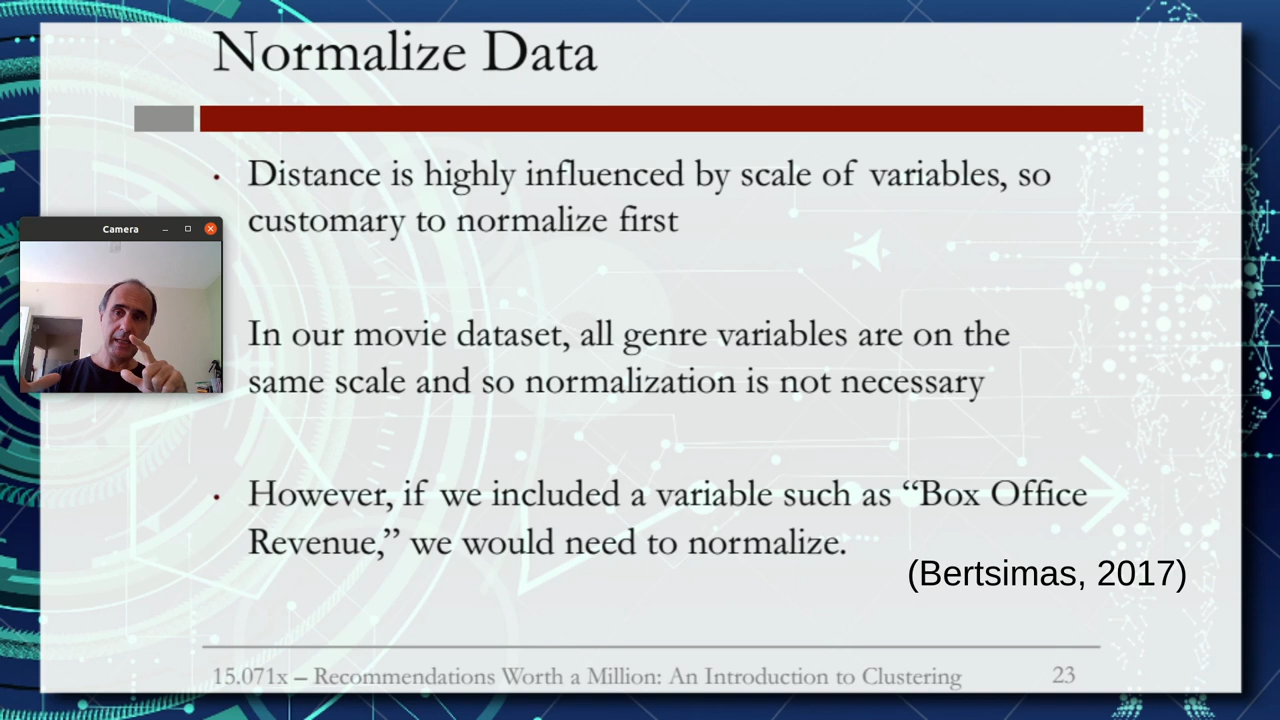 Normalize Data
Distance is highly influenced by scale of variables, so
customary to normalize first
Camera
In our movie dataset, all genre variables are on the
same scale and so normalization is not necessary
However, if we included a variable such as “Box Office
Revenue,” we would need to normalize.
(Bertsimas, 2017)
15.071x – Recommendations Worth a Million: An Introduction to Clustering 23